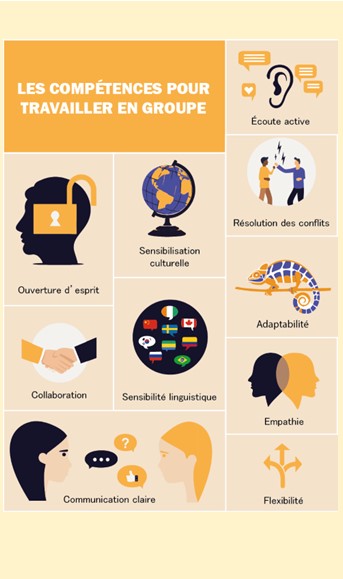 LES COMPÉTENCES POUR
TRAVAILLER EN GROUPE
Écoute active
Résolution des conflits
Ouverture d'esprit
Sensibilisation
culturelle
Adaptabilité
Collaboration
Sensibilité linguistique
Empathie
Communication claire
Flexibilité